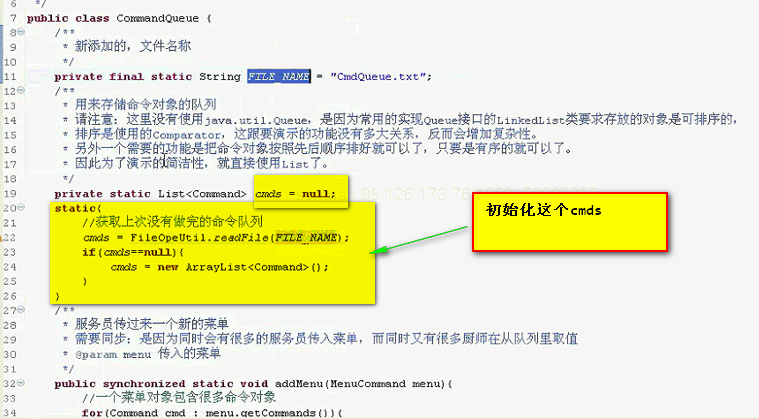 6 */
7 public class CommandQueue {
8 /**
9 * 新添加的，文件名称
10 */
11 private final static String FILE_NAME = "CmdQueue.txt";
12 /**
13 * 用来存储命令对象的队列
14 * 请注意：这里没有使用java.util.Queue，是因为常用的实现Queue接口的LinkedList类要求存放的对象是可排序的，
15 * 排序是使用的Comparator，这跟要演示的功能没有多大关系，反而会增加复杂性。
16 * 另外一个需要的功能是把命令对象按照先后顺序排好就可以了，只要是有序的就可以了。
17 * 因此为了演示的简洁性，就直接使用List了。
18 */
19 private static List<Command> cmds = null;
20 static{
21 //获取上次没有做完的命令队列
22 cmds = FileOpeUtil.readFile(FILE_NAME);
23 if(cmds==null){
24 cmds = new ArrayList<Command>();
25 }
26 }
初始化这个cmds
27 /**
28 * 服务员传过来一个新的菜单
29 * 需要同步：是因为同时会有很多的服务员传入菜单，而同时又有很多厨师在从队列里取值
30 * @param menu 传入的菜单
31 */
32 public synchronized static void addMenu(MenuCommand menu){
33 //一个菜单对象包含很多命令对象
34 for(Command cmd : menu.getCommands()){